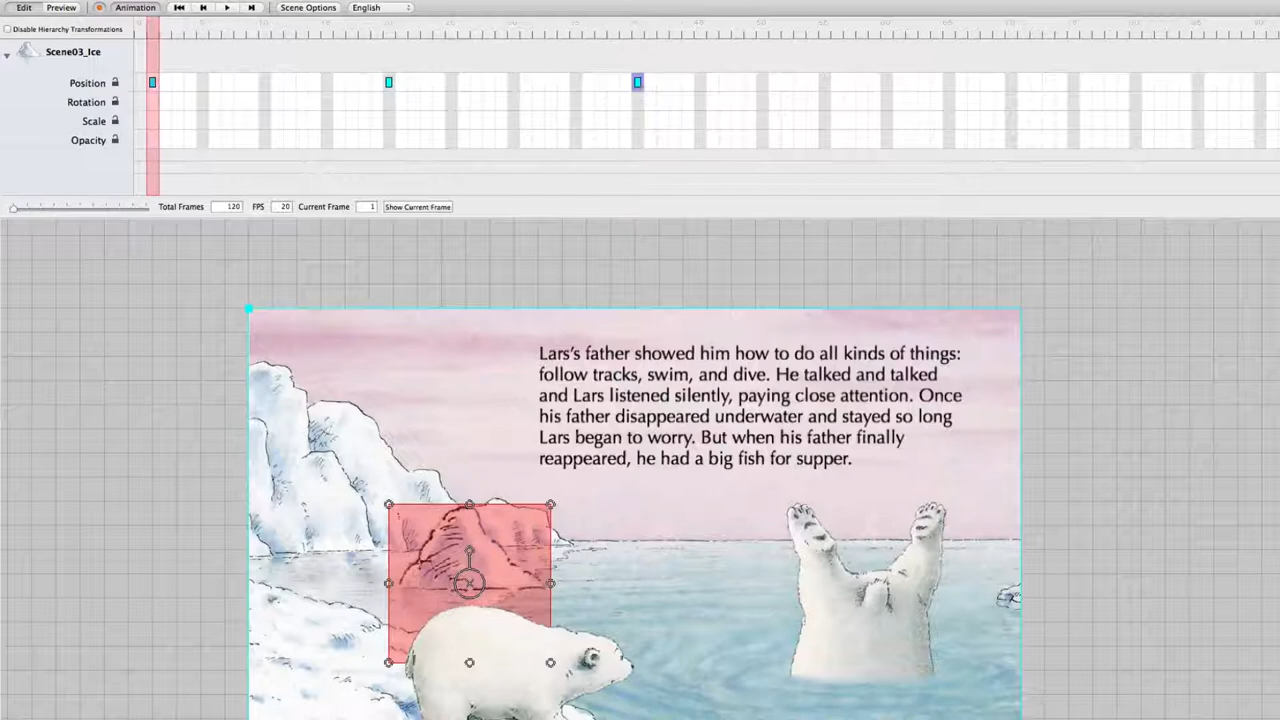 Edit Preview Animation Scene Options English
Disable Hierarchy Transformations
Scene03_Ice
Position
Rotation
Scale
Opacity
Total Frames 120 FPS 20 Current Frame 1 Show Current Frame
Lars's father showed him how to do all kinds of things:
follow tracks, swim, and dive. He talked and talked
and Lars listened silently, paying close attention. Once
his father disappeared underwater and stayed so long
Lars began to worry. But when his father finally
reappeared, he had a big fish for supper.